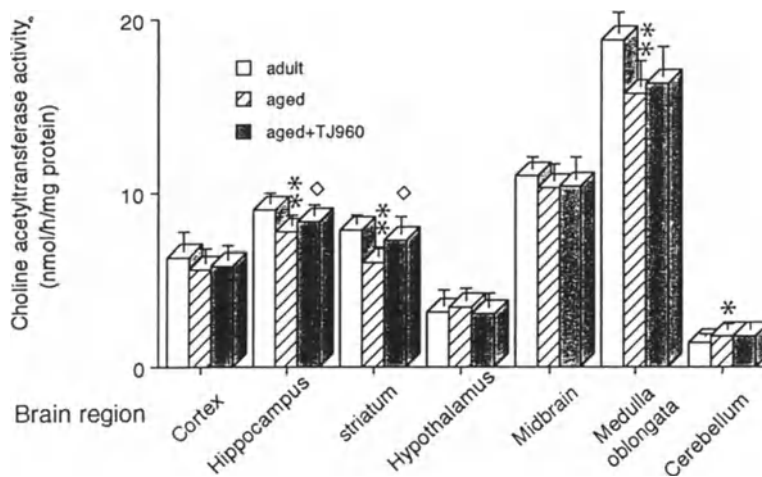 Choline acetyltransferase activity
(nmol/h/mg protein)
20
10
0
adult
aged
aged+TJ960
**
◇
**
◇
**
*
Brain region
Cortex
Hippocampus
striatum
Hypothalamus
Midbrain
Medulla
oblongata
Cerebellum